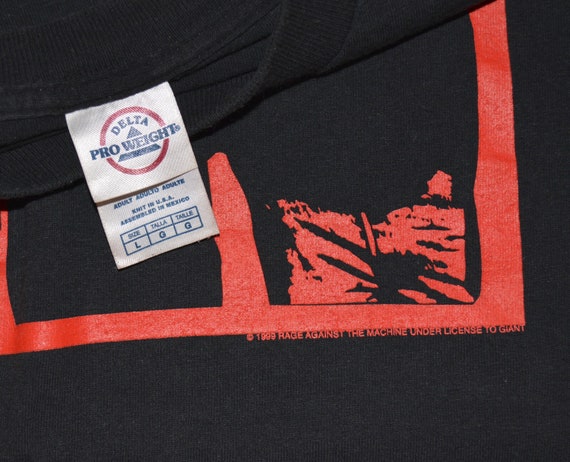 DELTA
PRO WEIGHT®
ADULT ADULTO ADULTE
KNIT IN U.S.A.
ASSEMBLED IN MEXICO
SIZE TALLA TAILLE
L G G
© 1999 RAGE AGAINST THE MACHINE UNDER LICENSE TO GIANT